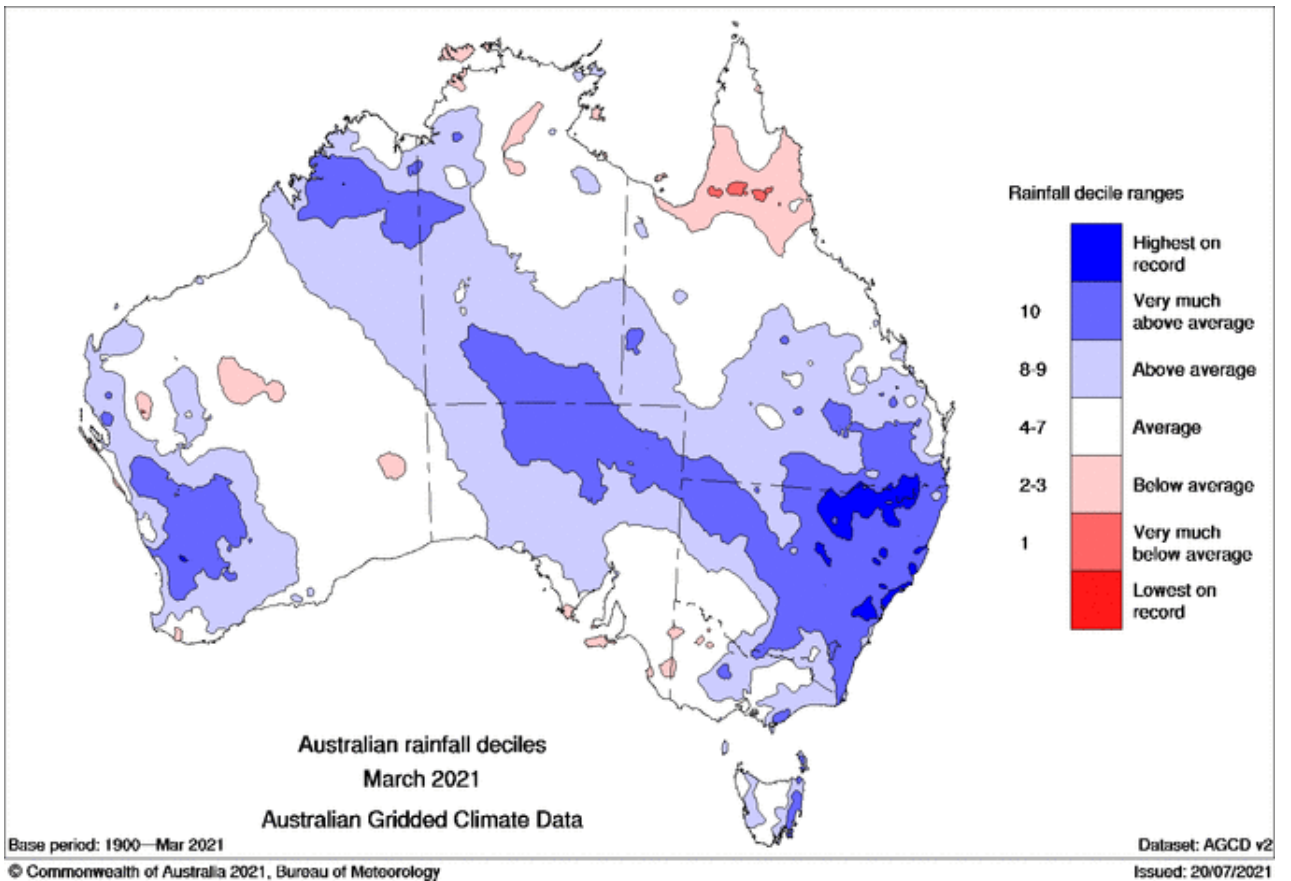 Rainfall decile ranges
Highest on
record
10
Very much
above average
8-9
Above average
4-7
Average
2-3
Below average
1
Very much
below average
Lowest on
record
Australian rainfall deciles
March 2021
Australian Gridded Climate Data
Base period: 1900—Mar 2021
Dataset: AGCD v2
© Commonwealth of Australia 2021, Bureau of Meteorology
Issued: 20/07/2021